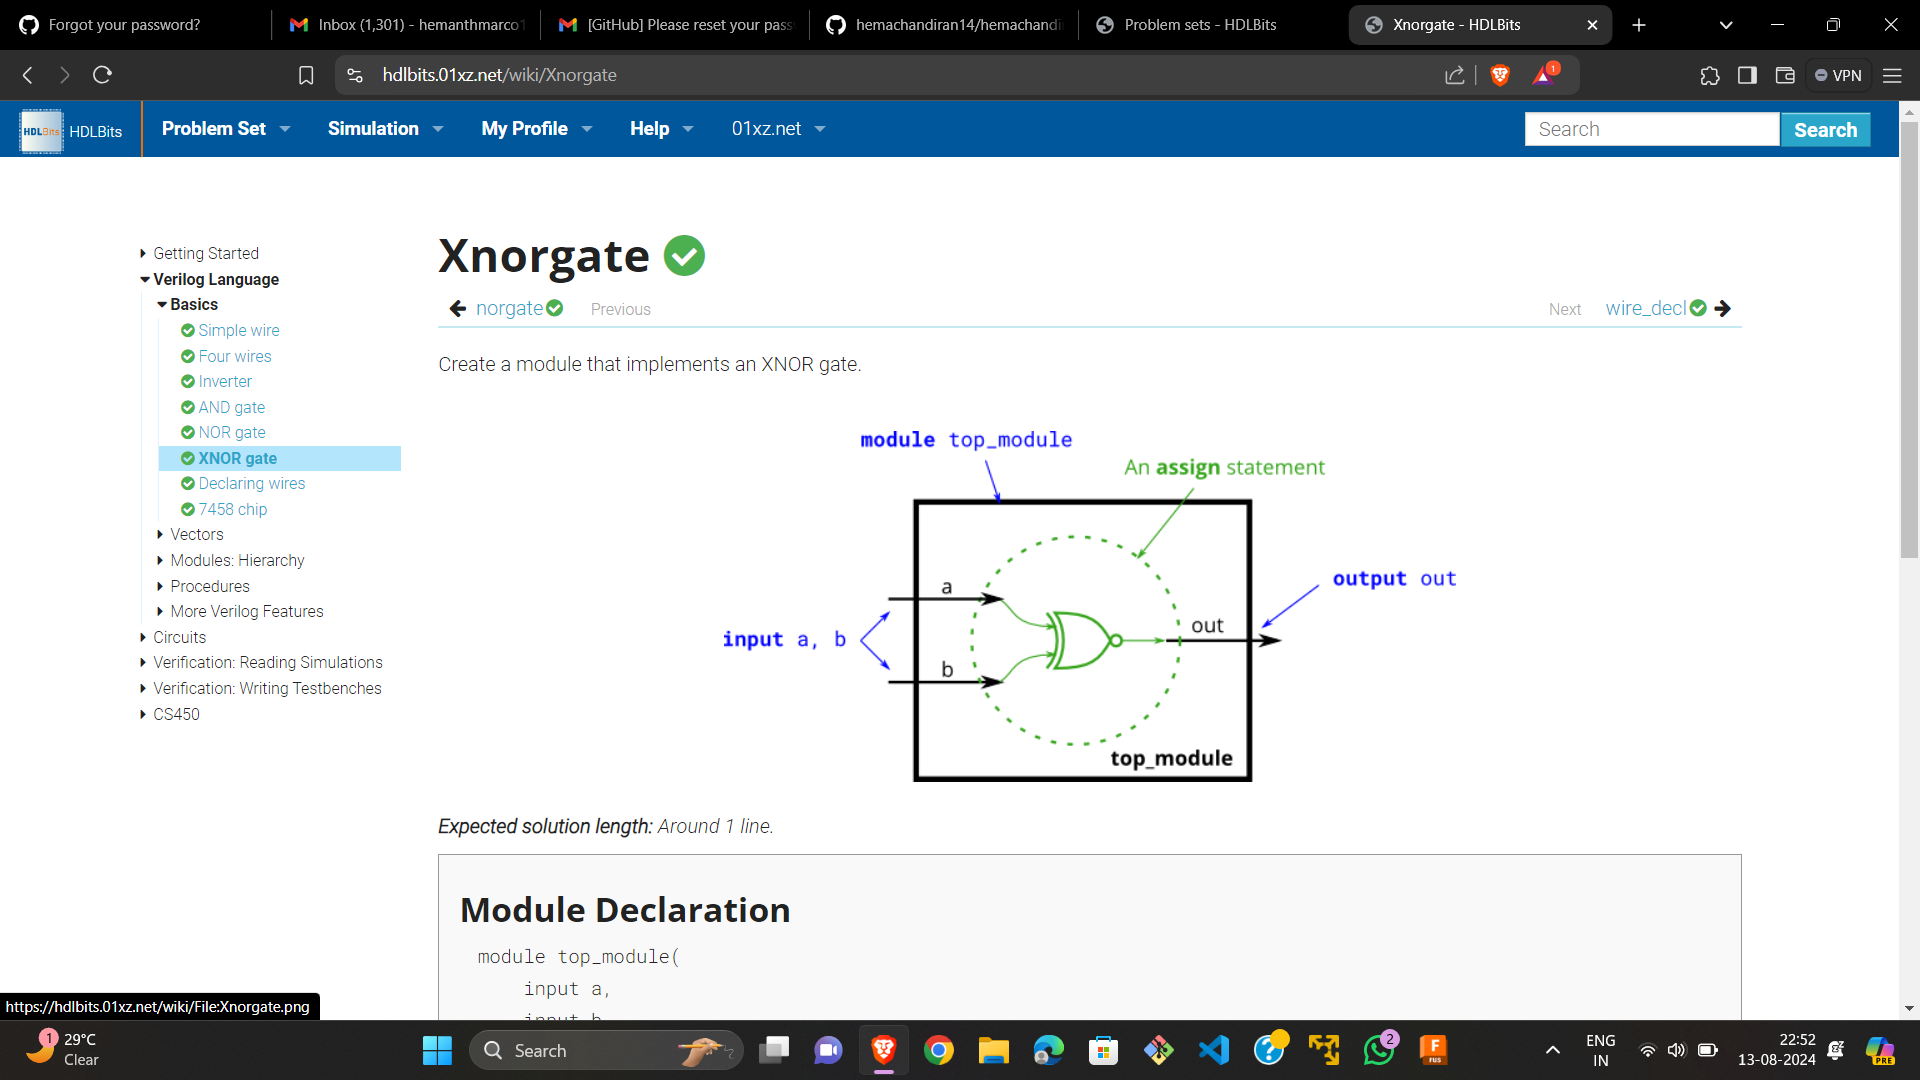 Forgot your password?
Inbox (1,301) - hemanthmarco1
[GitHub] Please reset your pass
hemachandiran14/hemachandi
Problem sets - HDLBits
Xnorgate - HDLBits
hdlbits.01xz.net/wiki/Xnorgate
1
VPN
HDLBits
HDLBits
Problem Set
Simulation
My Profile
Help
01xz.net
Search
Search
Getting Started
Verilog Language
Basics
Simple wire
Four wires
Inverter
AND gate
NOR gate
XNOR gate
Declaring wires
7458 chip
Vectors
Modules: Hierarchy
Procedures
More Verilog Features
Circuits
Verification: Reading Simulations
Verification: Writing Testbenches
CS450
Xnorgate
norgate Previous
Next wire_decl
Create a module that implements an XNOR gate.
module top_module
An assign statement
output out
a
out
input a, b
b
top_module
Expected solution length: Around 1 line.
Module Declaration
module top_module(
input a,
input b,
https://hdlbits.01xz.net/wiki/File:Xnorgate.png
1
29°C
Clear
Search
2
F
FUS
ENG
IN
22:52
13-08-2024
PRE